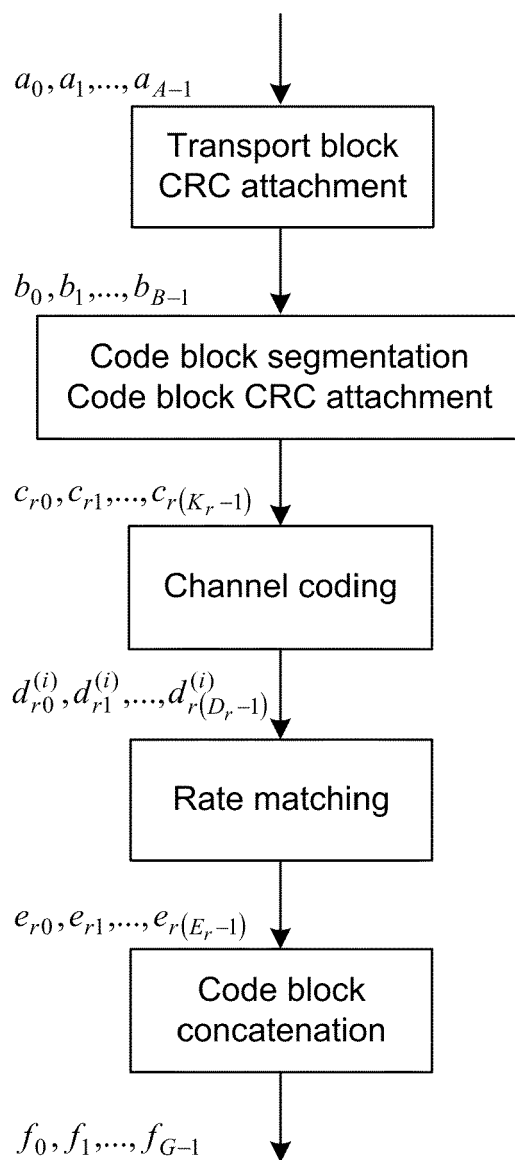 a_0, a_1,..., a_{A−1}
Transport block
CRC attachment
b_0, b_1,..., b_{B−1}
Code block segmentation
Code block CRC attachment
c_{r0}, c_{r1},..., c_{r(K_r−1)}
Channel coding
d_{r0}^{(i)}, d_{r1}^{(i)},..., d_{r(D_r−1)}^{(i)}
Rate matching
e_{r0}, e_{r1},..., e_{r(E_r−1)}
Code block
concatenation
f_0, f_1,..., f_{G−1}